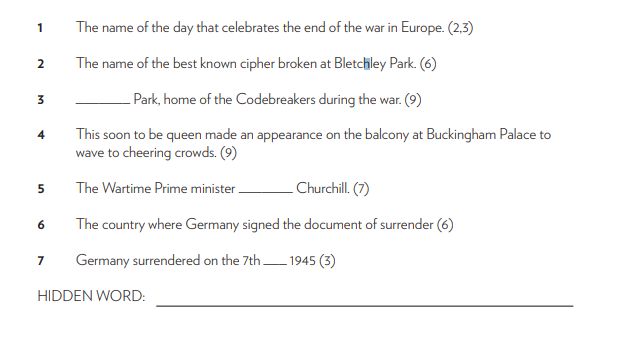 1 The name of the day that celebrates the end of the war in Europe. (2,3)
2 The name of the best known cipher broken at Bletchley Park. (6)
3 ________ Park, home of the Codebreakers during the war. (9)
4 This soon to be queen made an appearance on the balcony at Buckingham Palace to
wave to cheering crowds. (9)
5 The Wartime Prime minister ________ Churchill. (7)
6 The country where Germany signed the document of surrender (6)
7 Germany surrendered on the 7th ___ 1945 (3)
HIDDEN WORD: ________________